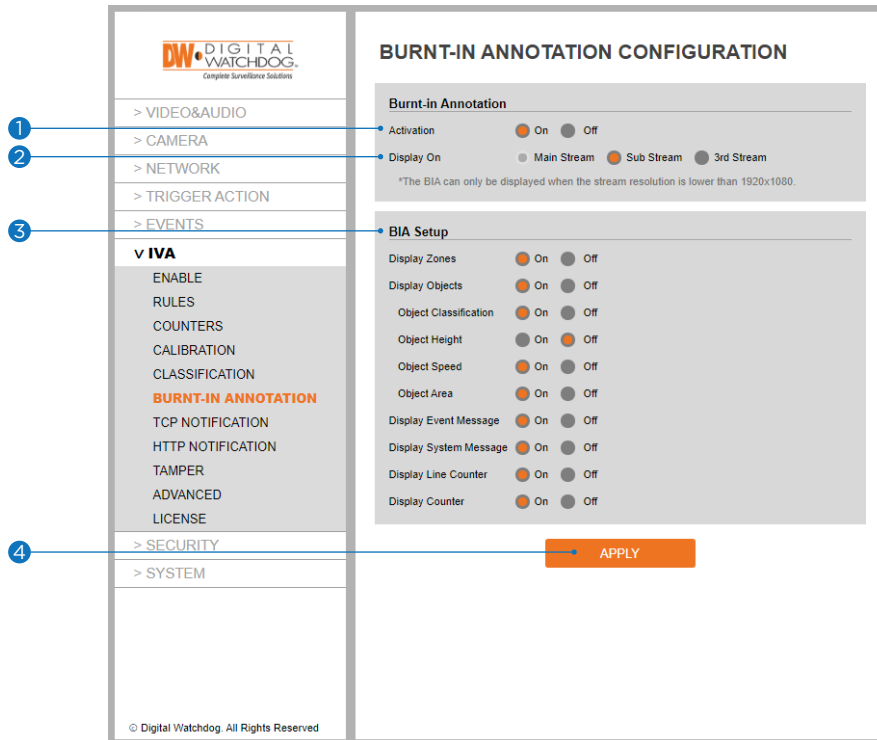 DW DIGITAL
WATCHDOG.
Complete Surveillance Solutions
> VIDEO&AUDIO
> CAMERA
> NETWORK
> TRIGGER ACTION
> EVENTS
v IVA
ENABLE
RULES
COUNTERS
CALIBRATION
CLASSIFICATION
BURNT-IN ANNOTATION
TCP NOTIFICATION
HTTP NOTIFICATION
TAMPER
ADVANCED
LICENSE
> SECURITY
> SYSTEM
© Digital Watchdog. All Rights Reserved
1
2
3
4
BURNT-IN ANNOTATION CONFIGURATION
Burnt-in Annotation
Activation On Off
Display On Main Stream Sub Stream 3rd Stream
*The BIA can only be displayed when the stream resolution is lower than 1920x1080.
BIA Setup
Display Zones On Off
Display Objects On Off
Object Classification On Off
Object Height On Off
Object Speed On Off
Object Area On Off
Display Event Message On Off
Display System Message On Off
Display Line Counter On Off
Display Counter On Off
APPLY